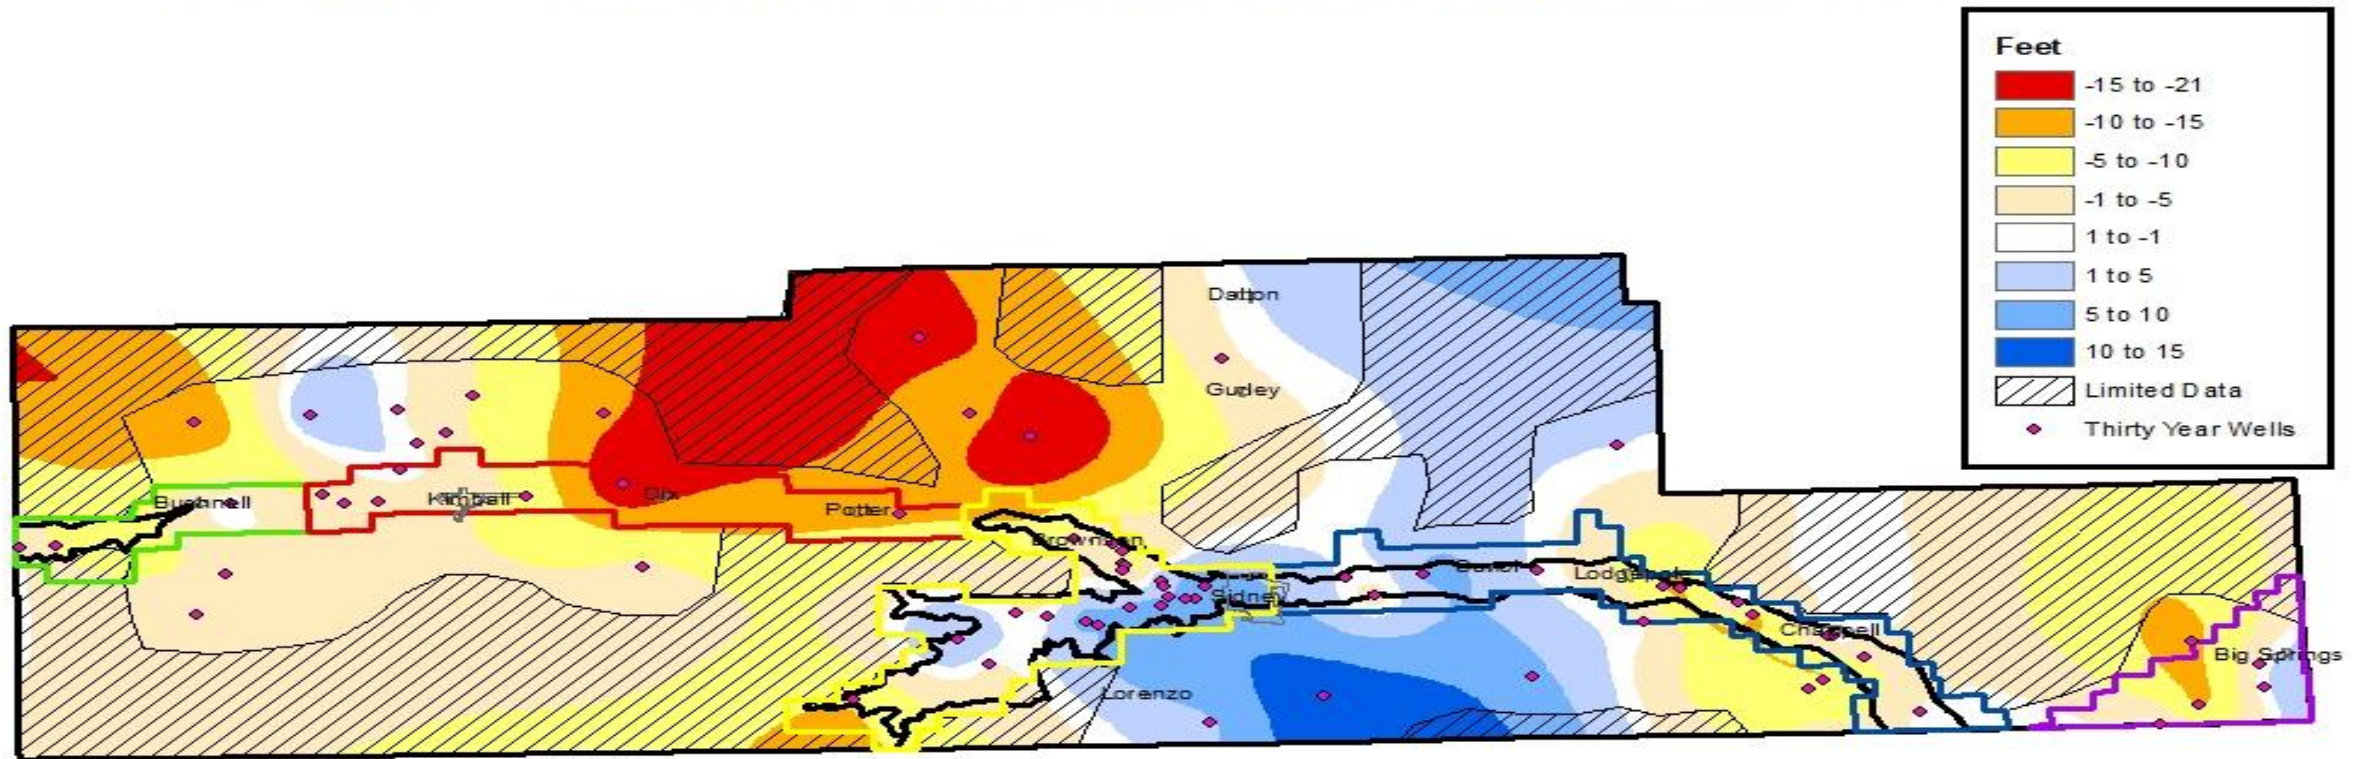 Feet
-15 to -21
-10 to -15
-5 to -10
-1 to -5
1 to -1
1 to 5
5 to 10
10 to 15
Limited Data
Thirty Year Wells
Dalton
Gurley
Bushnell
Kimball
Dix
Potter
Brownson
Sunol
Lodgepole
Sidney
Chappell
Big Springs
Lorenzo